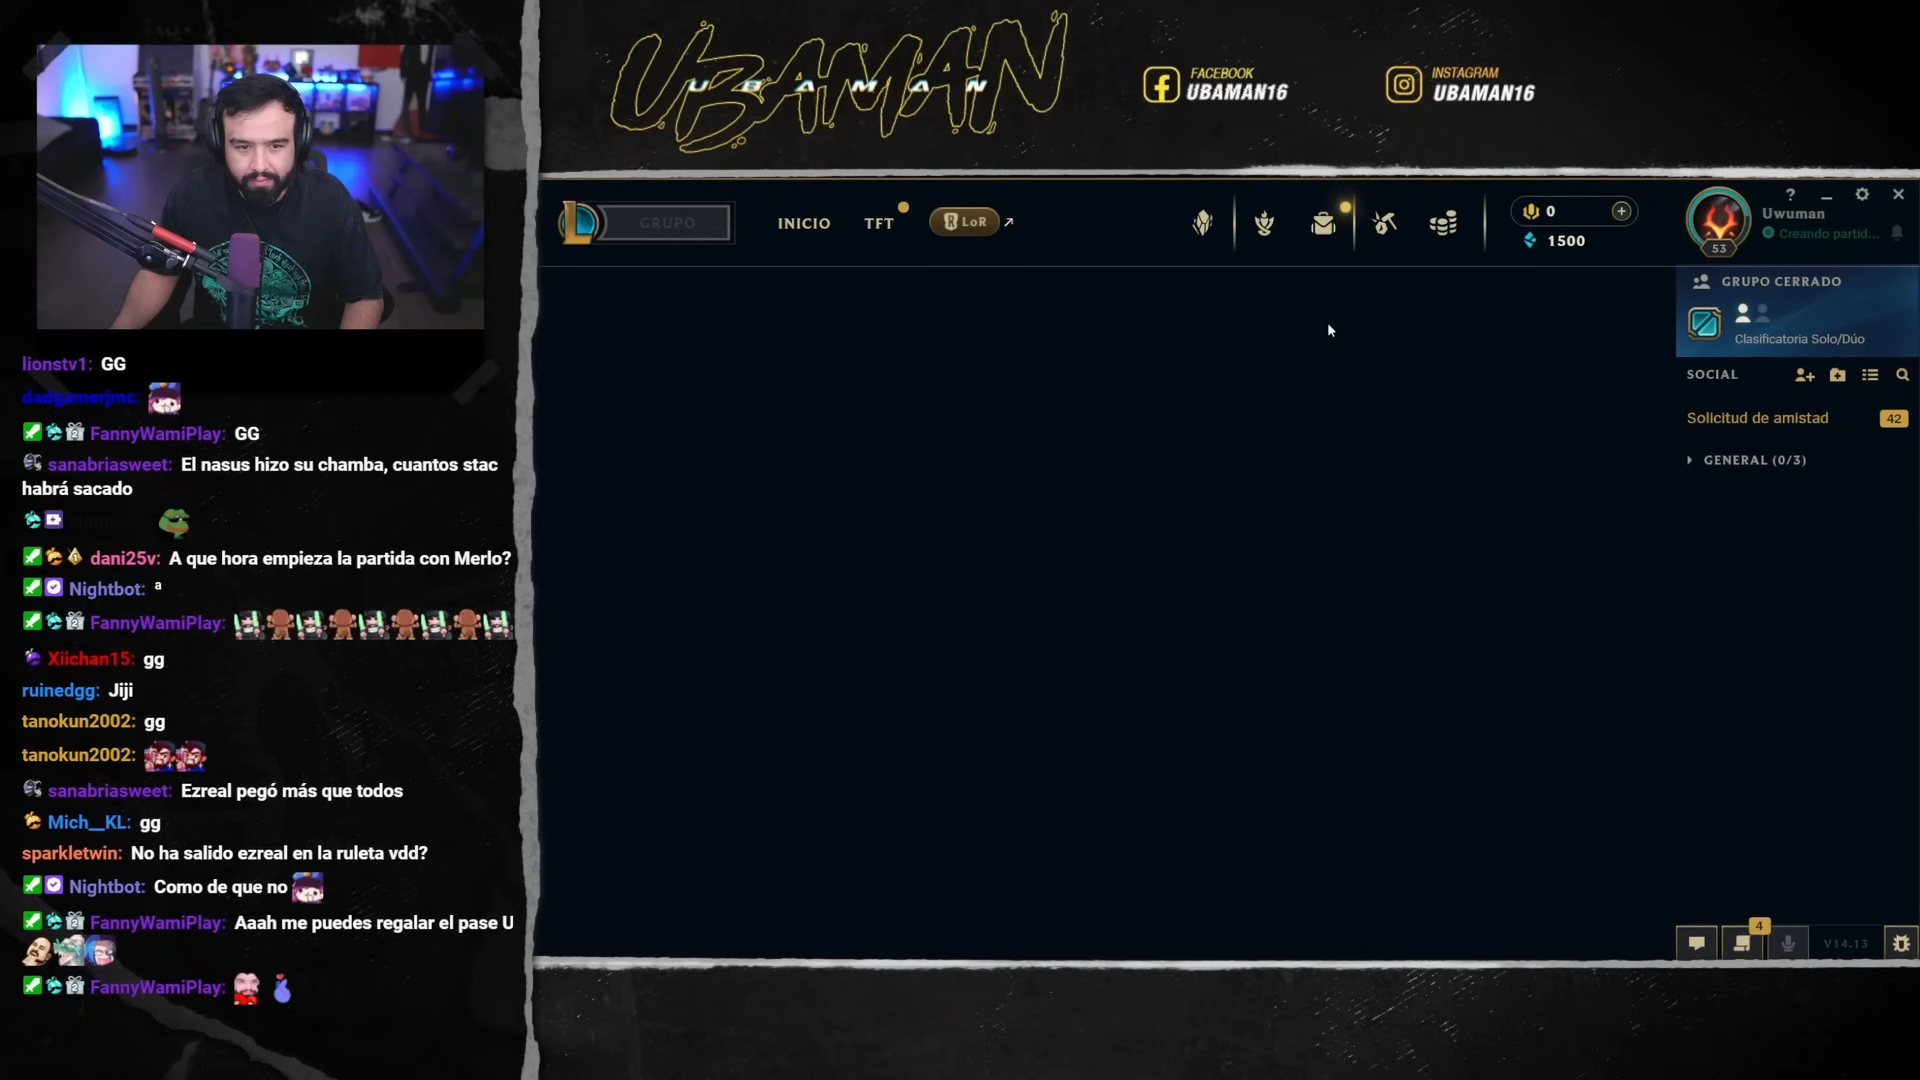 UBAMAN
UBAMAN
FACEBOOK
UBAMAN16
INSTAGRAM
UBAMAN16
GRUPO
INICIO
TFT
LoR
0
1500
53
Uwuman
Creando partid...
GRUPO CERRADO
Clasificatoria Solo/Dúo
SOCIAL
Solicitud de amistad
42
GENERAL (0/3)
4
V14.13
lionstv1: GG
dadgamerjmc:
FannyWamiPlay: GG
sanabriasweet: El nasus hizo su chamba, cuantos stac
habrá sacado
dani25v: A que hora empieza la partida con Merlo?
Nightbot: ª
FannyWamiPlay:
Xiichan15: gg
ruinedgg: Jiji
tanokun2002: gg
tanokun2002:
sanabriasweet: Ezreal pegó más que todos
Mich__KL: gg
sparkletwin: No ha salido ezreal en la ruleta vdd?
Nightbot: Como de que no
FannyWamiPlay: Aaah me puedes regalar el pase U
FannyWamiPlay: